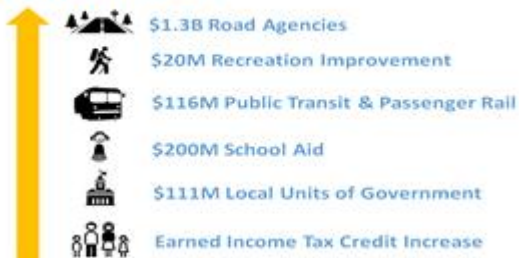 $1.3B Road Agencies
$20M Recreation Improvement
$116M Public Transit & Passenger Rail
$200M School Aid
$111M Local Units of Government
Earned Income Tax Credit Increase